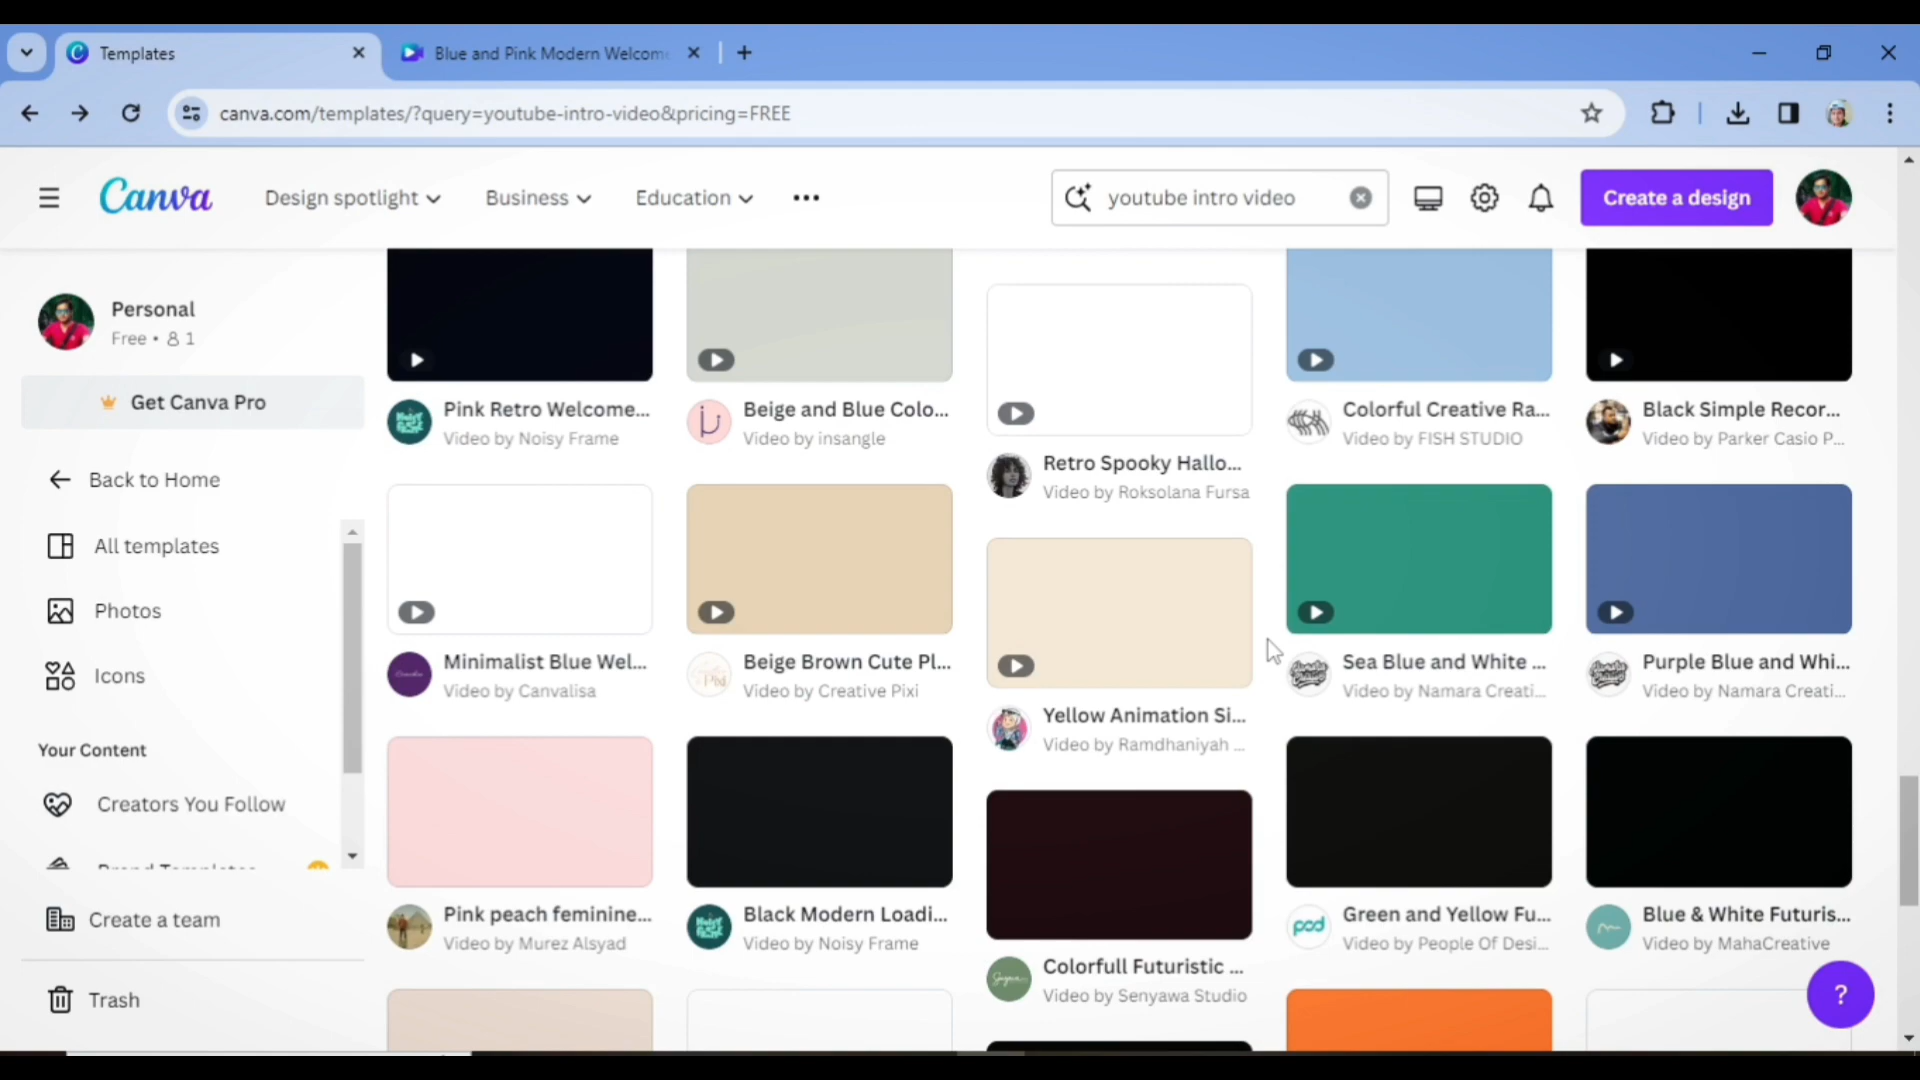 Templates
Blue and Pink Modern Welcom
canva.com/templates/?query=youtube-intro-video&pricing=FREE
Canva
Design spotlight
Business
Education
youtube intro video
Create a design
Personal
Free • 1
Get Canva Pro
Back to Home
All templates
Photos
Icons
Your Content
Creators You Follow
Brand Templates
Create a team
Trash
Pink Retro Welcome...
Video by Noisy Frame
Beige and Blue Colo...
Video by insangle
Retro Spooky Hallo...
Video by Roksolana Fursa
Colorful Creative Ra...
Video by FISH STUDIO
Black Simple Recor...
Video by Parker Casio P...
Minimalist Blue Wel...
Video by Canvalisa
Beige Brown Cute Pl...
Video by Creative Pixi
Yellow Animation Si...
Video by Ramdhaniyah ...
Sea Blue and White ...
Video by Namara Creati...
Purple Blue and Whi...
Video by Namara Creati...
Pink peach feminine...
Video by Murez Alsyad
Black Modern Loadi...
Video by Noisy Frame
Colorfull Futuristic ...
Video by Senyawa Studio
pod
Green and Yellow Fu...
Video by People Of Desi...
Blue & White Futuris...
Video by MahaCreative
?